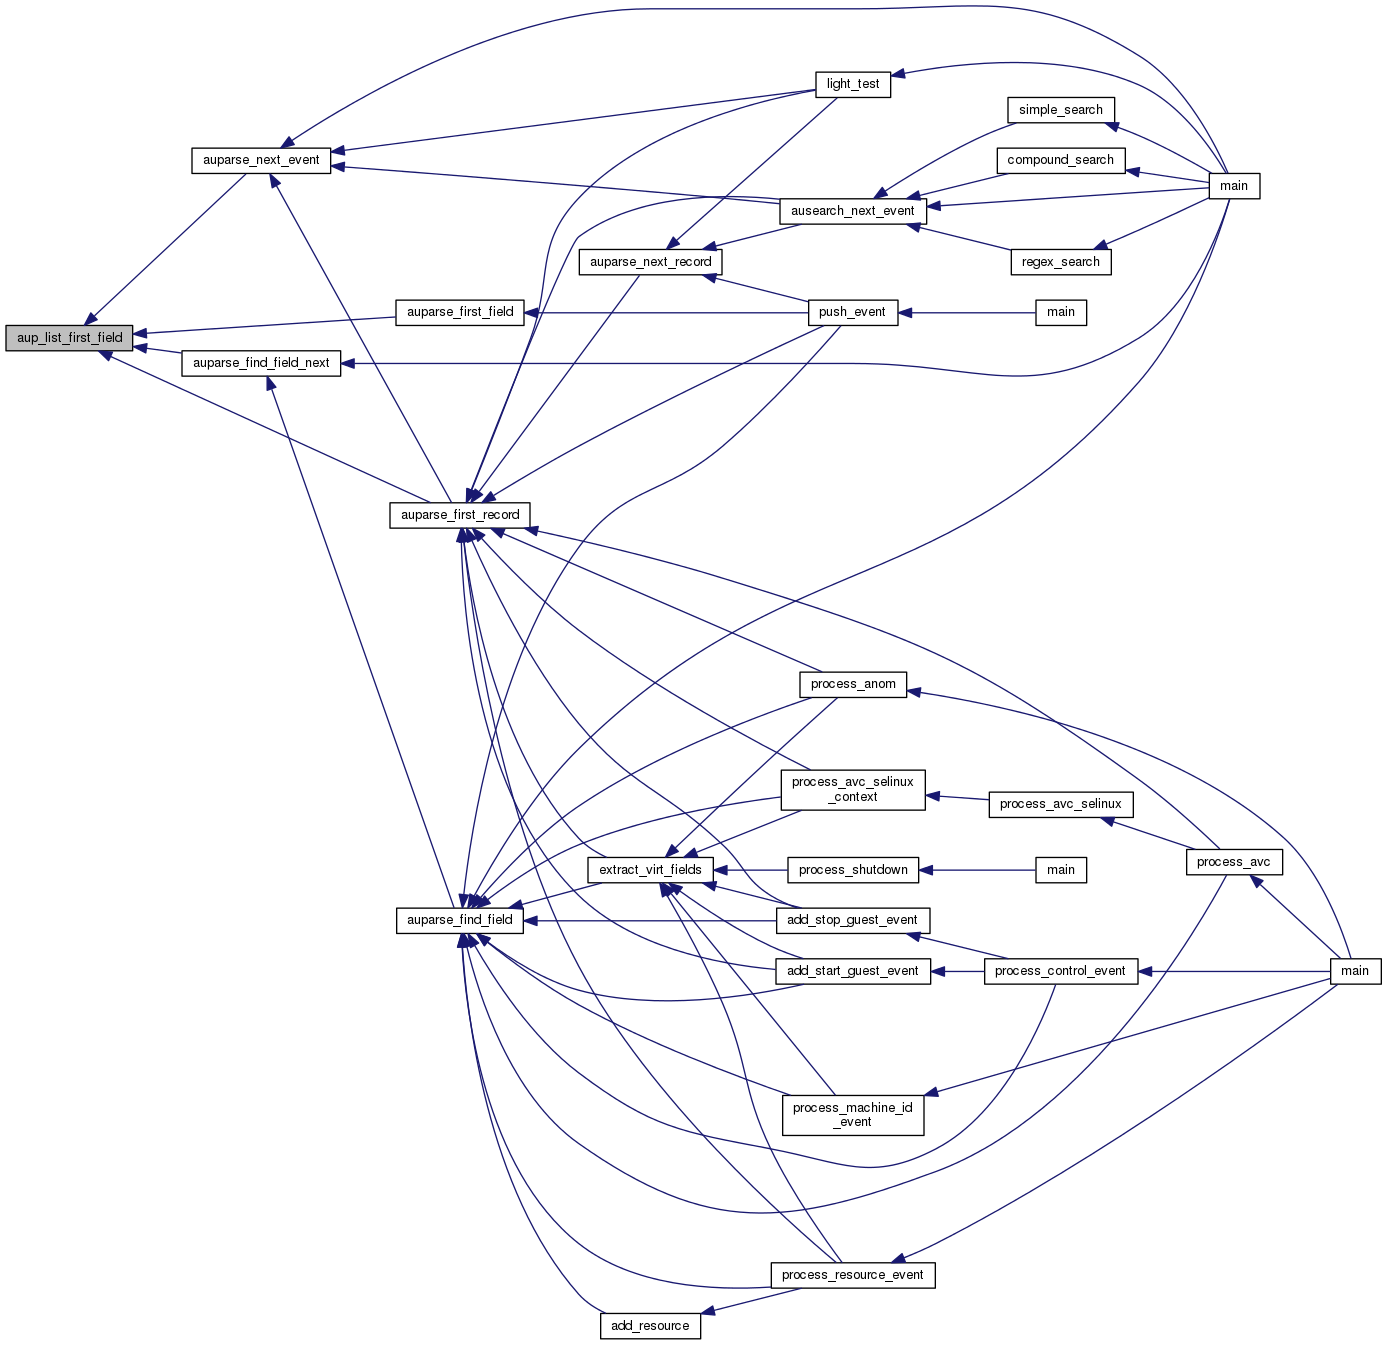 light_test
simple_search
auparse_next_event
compound_search
main
ausearch_next_event
auparse_next_record
regex_search
auparse_first_field
push_event
main
aup_list_first_field
auparse_find_field_next
auparse_first_record
process_anom
process_avc_selinux
_context
process_avc_selinux
extract_virt_fields
process_shutdown
main
process_avc
auparse_find_field
add_stop_guest_event
add_start_guest_event
process_control_event
main
process_machine_id
_event
process_resource_event
add_resource